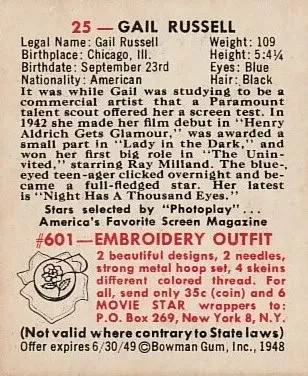 25 — GAIL RUSSELL
Legal Name: Gail Russell Weight: 109
Birthplace: Chicago, Ill. Height: 5:4¼
Birthdate: September 23rd Eyes: Blue
Nationality: American Hair: Black
It was while Gail was studying to be a
commercial artist that a Paramount
talent scout offered her a screen test. In
1942 she made her film debut in "Henry
Aldrich Gets Glamour," was awarded a
small part in "Lady in the Dark," and
won her first big role in "The Unin-
vited," starring Ray Milland. The blue-
eyed teen-ager clicked overnight and be-
came a full-fledged star. Her latest
is "Night Has A Thousand Eyes."
Stars selected by "Photoplay"...
America's Favorite Screen Magazine
#601—EMBROIDERY OUTFIT
2 beautiful designs, 2 needles,
strong metal hoop set, 4 skeins
different colored thread. For
all, send only 35c (coin) and 6
MOVIE STAR wrappers to:
P.O. Box 269, New York 8, N.Y.
(Not valid where contrary to State laws)
Offer expires 6/30/49 ©Bowman Gum, Inc., 1948